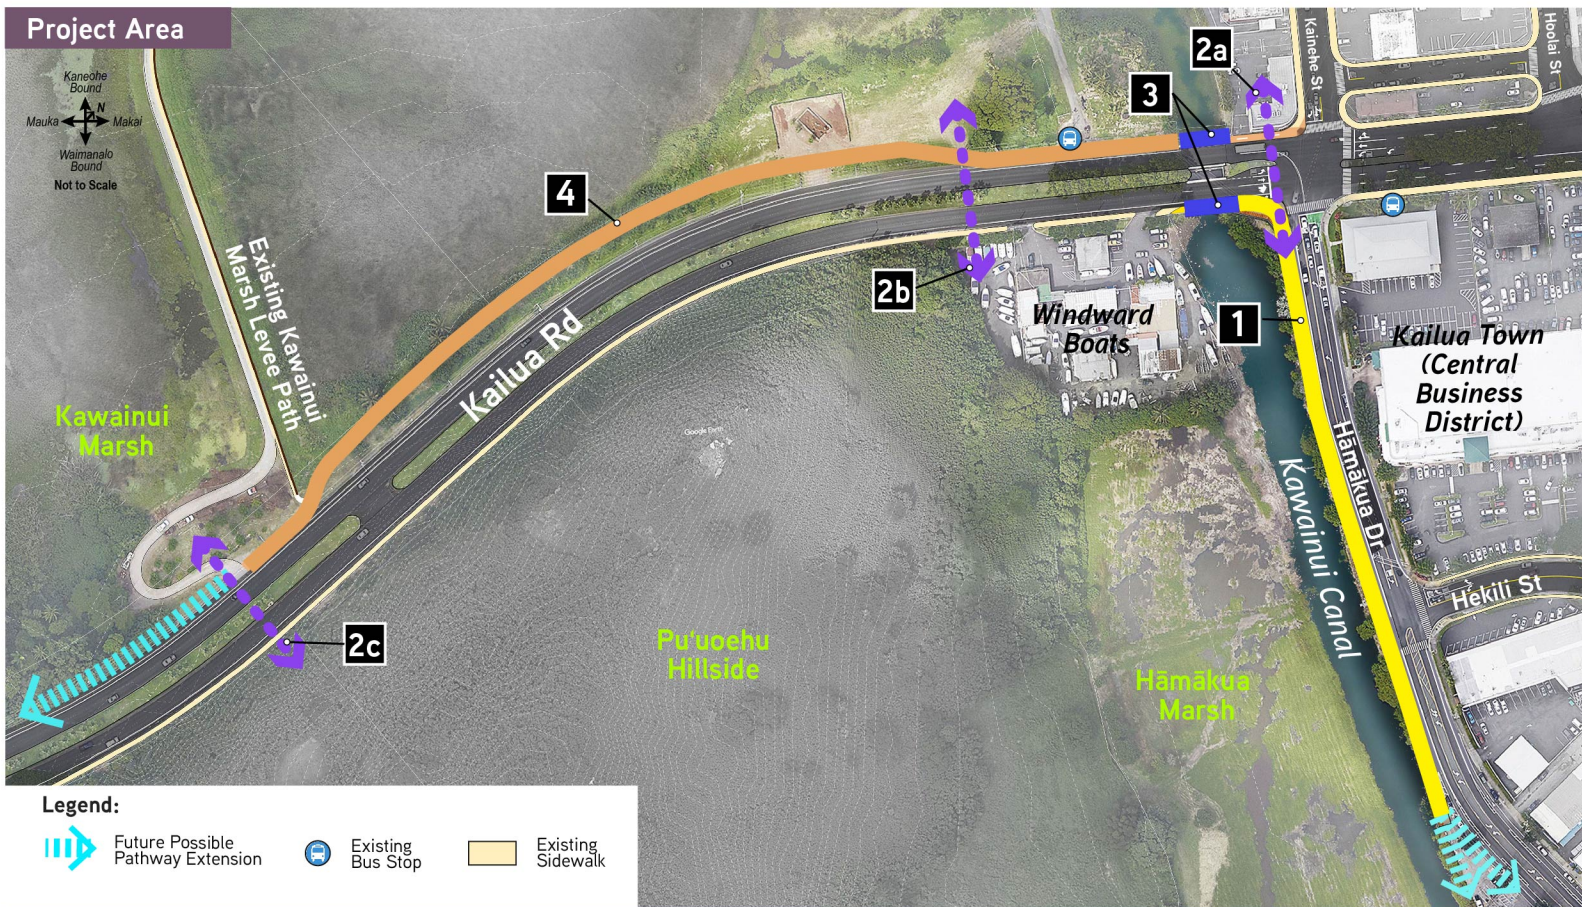 Project Area
Kaneohe
Bound
N
Mauka
Makai
Waimanalo
Bound
Not to Scale
2a
Kainehe St
Hoolai St
3
4
2b
Existing Kawainui
Marsh Levee Path
Kailua Rd
Windward
Boats
1
Kailua Town
(Central
Business
District)
Kawainui
Marsh
Google Earth
Hāmākua Dr
Kawainui Canal
Hekili St
2c
Pu‘uoehu
Hillside
Hāmākua
Marsh
Legend:
Future Possible
Pathway Extension
Existing
Bus Stop
Existing
Sidewalk